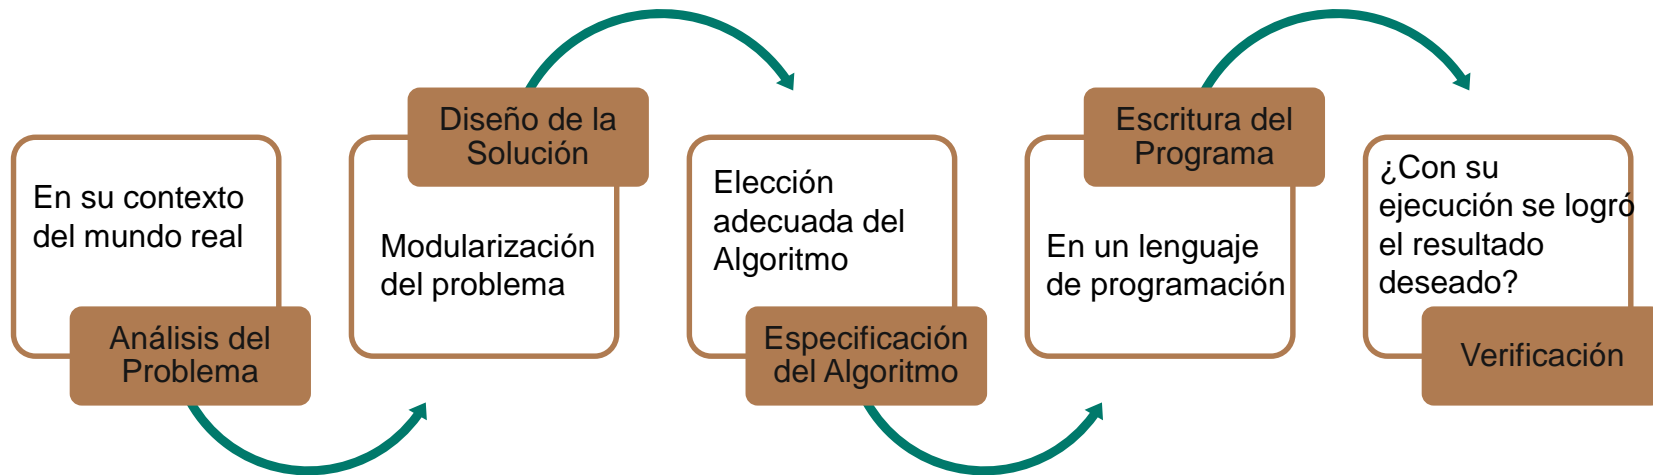 En su contexto
del mundo real
Análisis del
Problema
Diseño de la
Solución
Modularización
del problema
Elección
adecuada del
Algoritmo
Especificación
del Algoritmo
Escritura del
Programa
En un lenguaje
de programación
¿Con su
ejecución se logró
el resultado
deseado?
Verificación